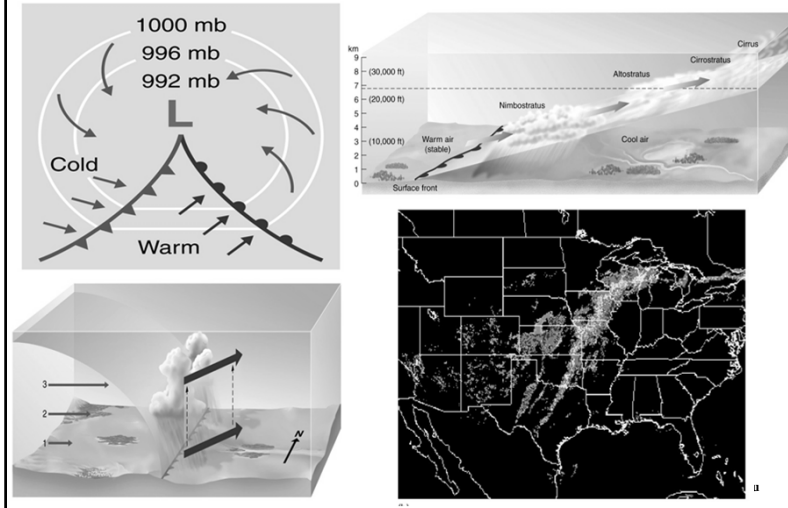 1000 mb
996 mb
992 mb
L
Cold
Warm
km
9
8
7
6
5
4
3
2
1
0
(30,000 ft)
(20,000 ft)
(10,000 ft)
Cirrus
Cirrostratus
Altostratus
Nimbostratus
Warm air
(stable)
Cool air
Surface front
3
2
1
N